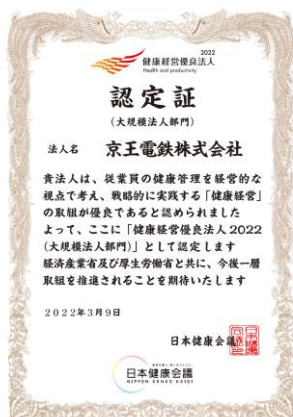 2022
健康経営優良法人
Health and productivity
認定証
(大規模法人部門)
法人名 京王電鉄株式会社
貴法人は、従業員の健康管理を経営的な
視点で考え、戦略的に実践する「健康経営」
の取組が優良であると認められました
よって、ここに「健康経営優良法人2022
(大規模法人部門)」として認定します
経済産業省及び厚生労働省と共に、今後一層
取組を推進されることを期待いたします
2022年3月9日
日本健康会議
日本健康会議
NIPPON KENKO KAIGI